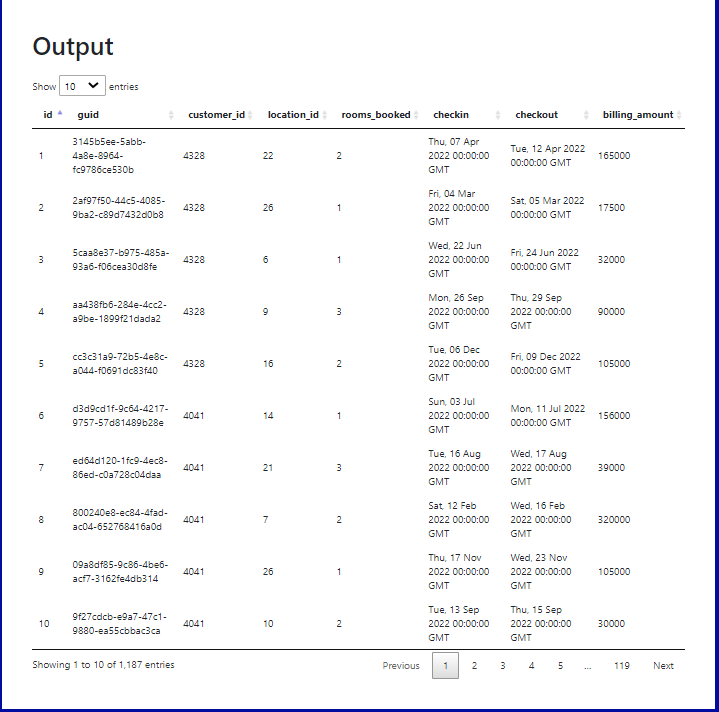 Output
Show 10 entries
id guid customer_id location_id rooms_booked checkin checkout billing_amount
1 3145b5ee-5abb-4a8e-8964-fc9786ce530b 4328 22 2 Thu, 07 Apr 2022 00:00:00 GMT Tue, 12 Apr 2022 00:00:00 GMT 165000
2 2af97f50-44c5-4085-9ba2-c89d7432d0b8 4328 26 1 Fri, 04 Mar 2022 00:00:00 GMT Sat, 05 Mar 2022 00:00:00 GMT 17500
3 5caa8e37-b975-485a-93a6-f06cea30d8fe 4328 6 1 Wed, 22 Jun 2022 00:00:00 GMT Fri, 24 Jun 2022 00:00:00 GMT 32000
4 aa438fb6-284e-4cc2-a9be-1899f21dada2 4328 9 3 Mon, 26 Sep 2022 00:00:00 GMT Thu, 29 Sep 2022 00:00:00 GMT 90000
5 cc3c31a9-72b5-4e8c-a044-f0691dc83f40 4328 16 2 Tue, 06 Dec 2022 00:00:00 GMT Fri, 09 Dec 2022 00:00:00 GMT 105000
6 d3d9cd1f-9c64-4217-9757-57d81489b28e 4041 14 1 Sun, 03 Jul 2022 00:00:00 GMT Mon, 11 Jul 2022 00:00:00 GMT 156000
7 ed64d120-1fc9-4ec8-86ed-c0a728c04daa 4041 21 3 Tue, 16 Aug 2022 00:00:00 GMT Wed, 17 Aug 2022 00:00:00 GMT 39000
8 800240e8-ec84-4fad-ac04-652768416a0d 4041 7 2 Sat, 12 Feb 2022 00:00:00 GMT Wed, 16 Feb 2022 00:00:00 GMT 320000
9 09a8df85-9c86-4be6-acf7-3162fe4db314 4041 26 1 Thu, 17 Nov 2022 00:00:00 GMT Wed, 23 Nov 2022 00:00:00 GMT 105000
10 9f27cdcb-e9a7-47c1-9880-ea55cbbac3ca 4041 10 2 Tue, 13 Sep 2022 00:00:00 GMT Thu, 15 Sep 2022 00:00:00 GMT 30000
Showing 1 to 10 of 1,187 entries Previous 1 2 3 4 5 ... 119 Next